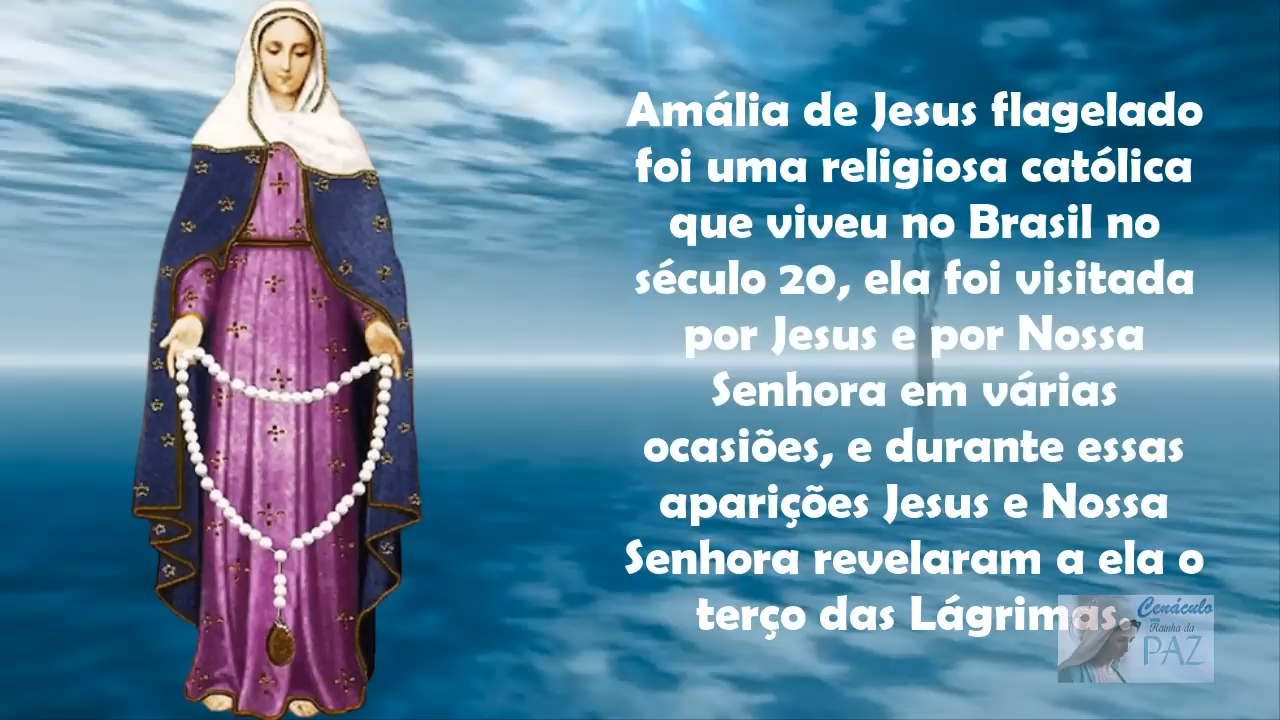 Amália de Jesus flagelado
foi uma religiosa católica
que viveu no Brasil no
século 20, ela foi visitada
por Jesus e por Nossa
Senhora em várias
ocasiões, e durante essas
aparições Jesus e Nossa
Senhora revelaram a ela o
terço das Lágrimas.
Cenáculo
Rainha da
PAZ